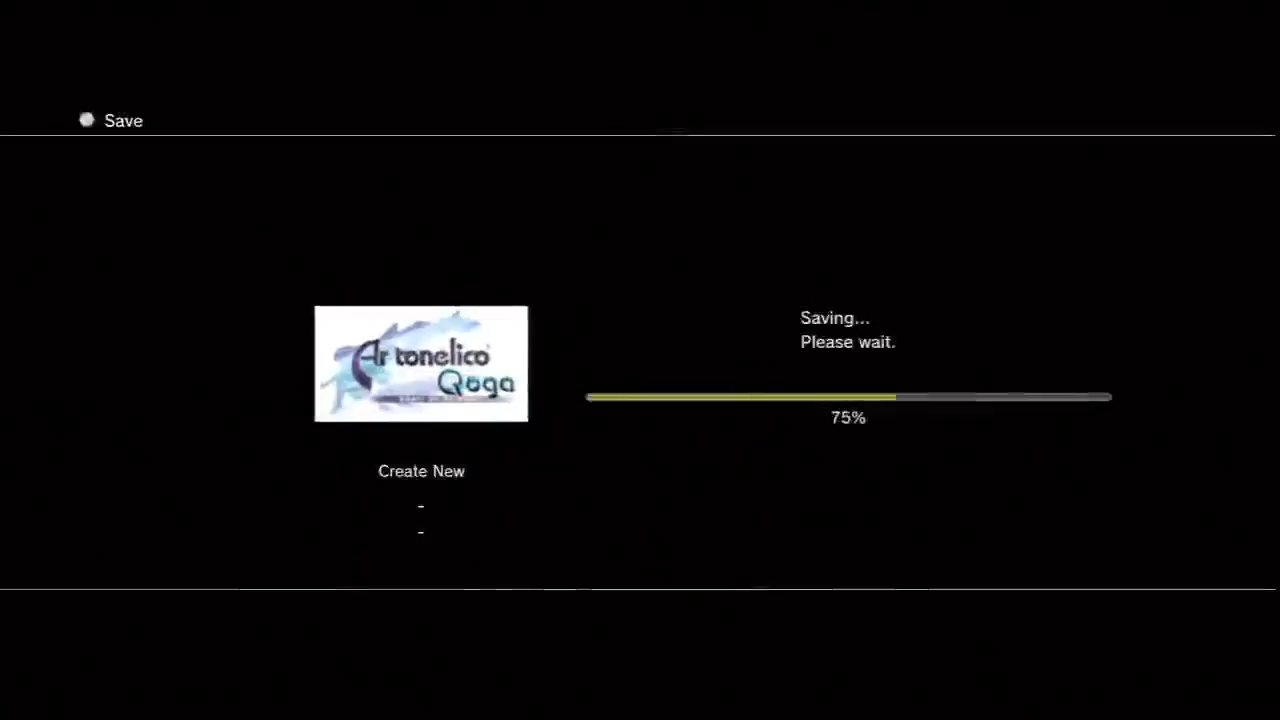 Save
Saving...
Please wait.
Ar tonelico
Qoga
75%
Create New
-
-